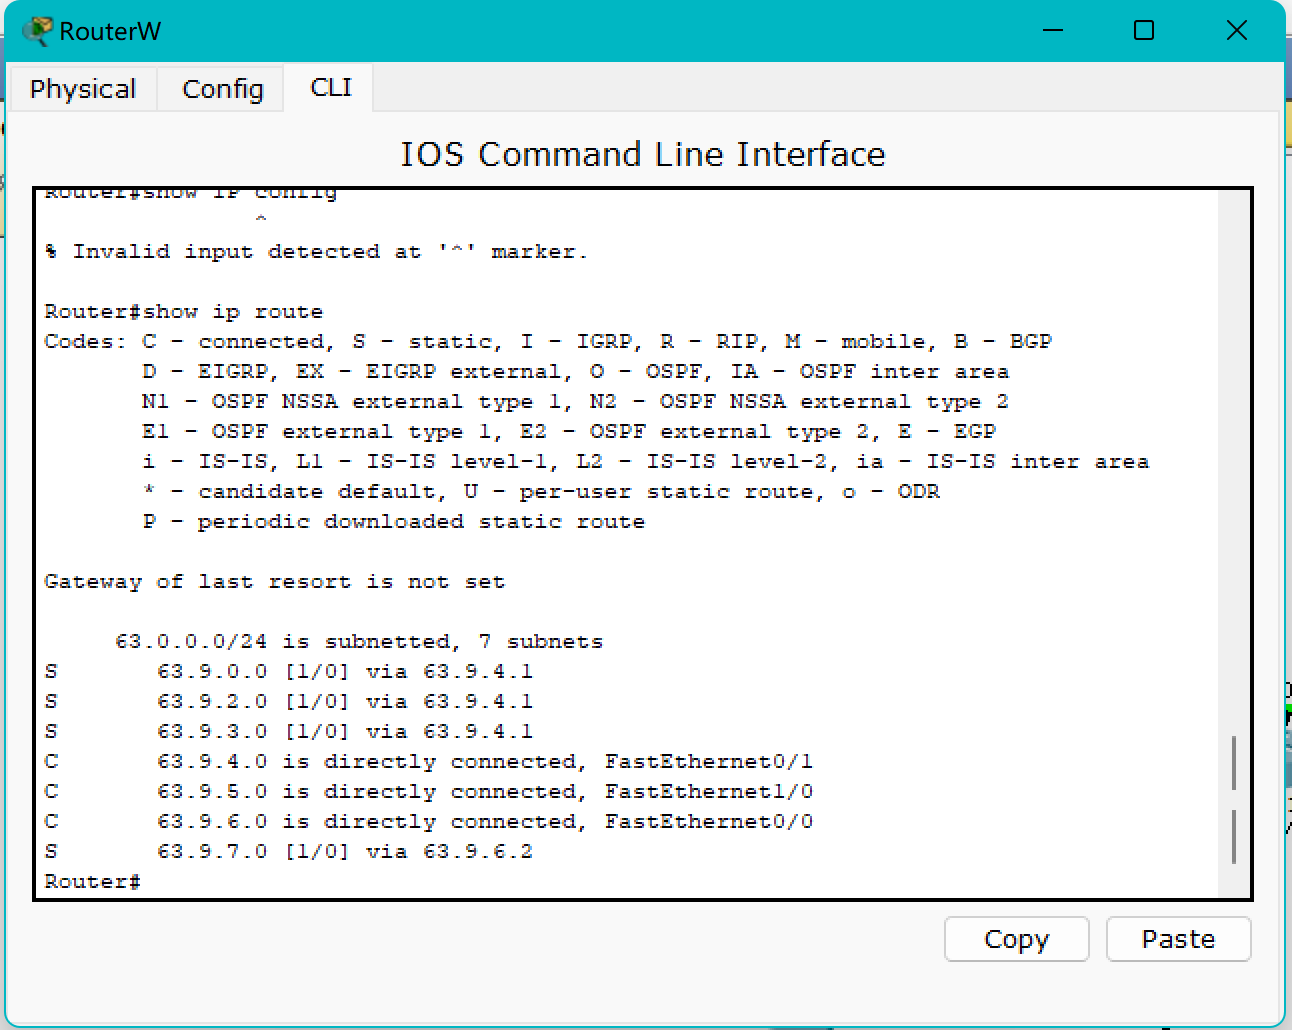 RouterW
Physical Config CLI
IOS Command Line Interface
Router#show IP config
^
% Invalid input detected at '^' marker.
Router#show ip route
Codes: C - connected, S - static, I - IGRP, R - RIP, M - mobile, B - BGP
D - EIGRP, EX - EIGRP external, O - OSPF, IA - OSPF inter area
N1 - OSPF NSSA external type 1, N2 - OSPF NSSA external type 2
E1 - OSPF external type 1, E2 - OSPF external type 2, E - EGP
i - IS-IS, L1 - IS-IS level-1, L2 - IS-IS level-2, ia - IS-IS inter area
* - candidate default, U - per-user static route, o - ODR
P - periodic downloaded static route
Gateway of last resort is not set
63.0.0.0/24 is subnetted, 7 subnets
S 63.9.0.0 [1/0] via 63.9.4.1
S 63.9.2.0 [1/0] via 63.9.4.1
S 63.9.3.0 [1/0] via 63.9.4.1
C 63.9.4.0 is directly connected, FastEthernet0/1
C 63.9.5.0 is directly connected, FastEthernet1/0
C 63.9.6.0 is directly connected, FastEthernet0/0
S 63.9.7.0 [1/0] via 63.9.6.2
Router#
Copy Paste